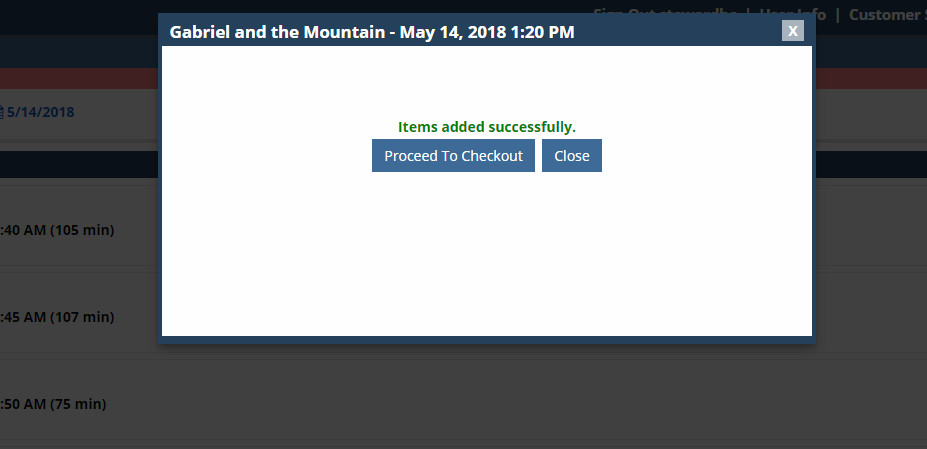 Sign Out stewardho | User Info | Customer
Gabriel and the Mountain - May 14, 2018 1:20 PM
X
5/14/2018
Items added successfully.
Proceed To Checkout
Close
:40 AM (105 min)
:45 AM (107 min)
:50 AM (75 min)